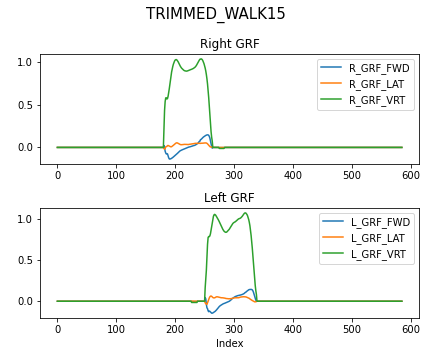 TRIMMED_WALK15
Right GRF
1.0
0.5
0.0
R_GRF_FWD
R_GRF_LAT
R_GRF_VRT
0 100 200 300 400 500 600
Left GRF
1.0
0.5
0.0
L_GRF_FWD
L_GRF_LAT
L_GRF_VRT
0 100 200 300 400 500 600
Index